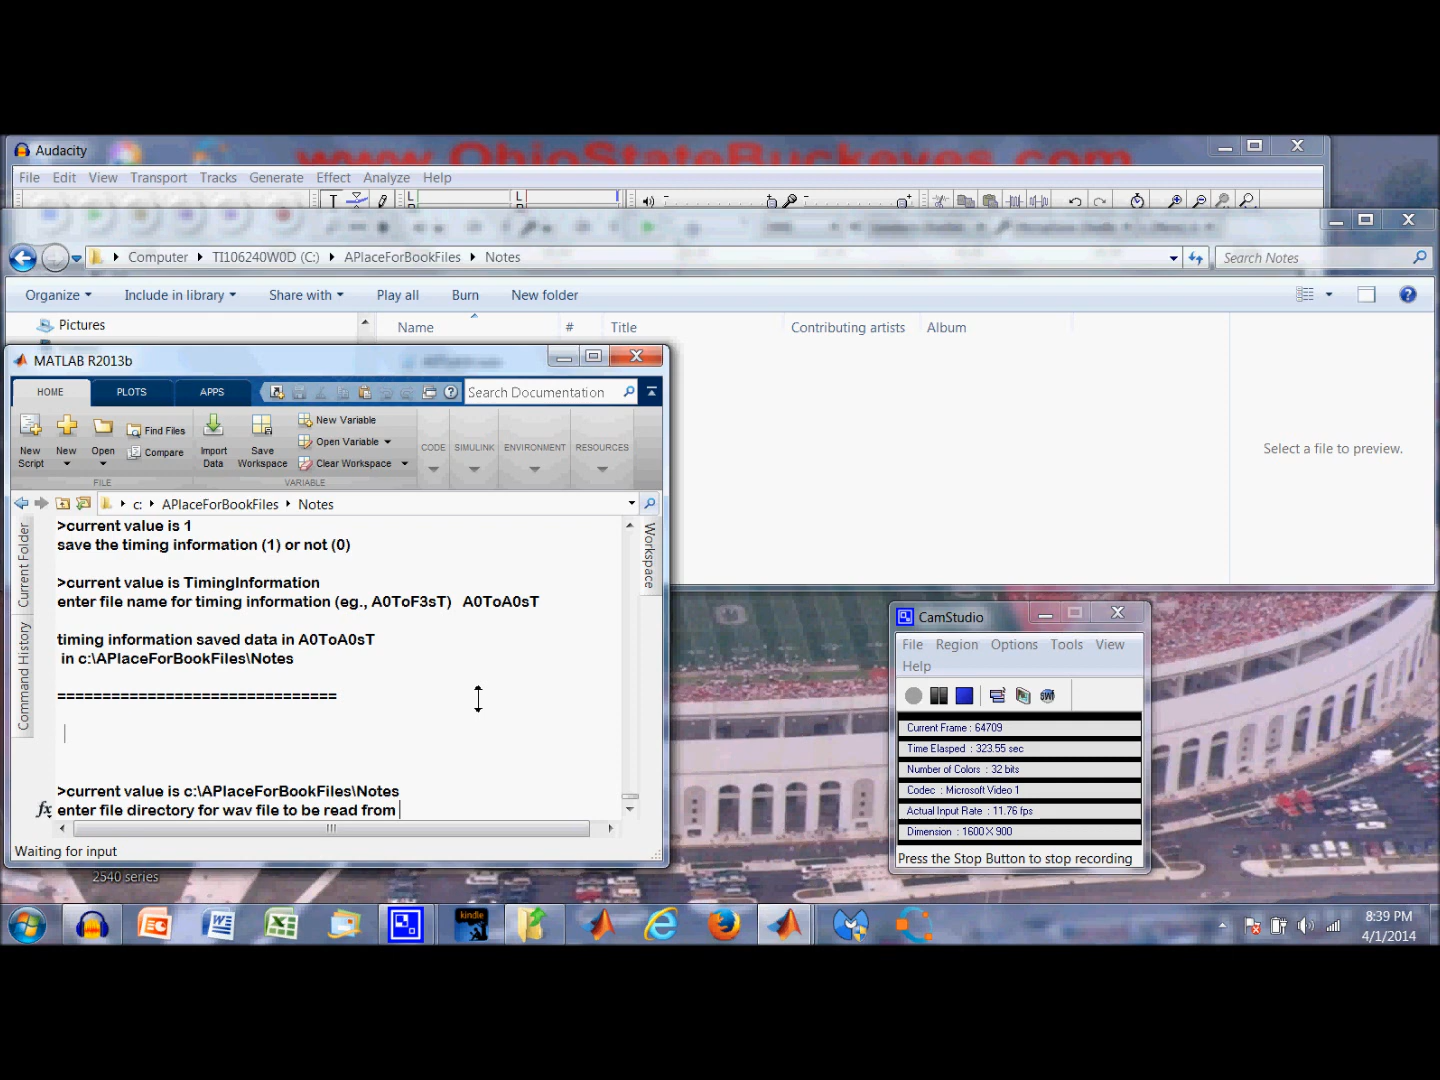 www.OhioStateBuckeyes.com
Audacity
File Edit View Transport Tracks Generate Effect Analyze Help
Computer TI106240W0D (C:) APlaceForBookFiles Notes
Search Notes
Organize Include in library Share with Play all Burn New folder
Pictures
Name # Title Contributing artists Album
Select a file to preview.
MATLAB R2013b
HOME PLOTS APPS
Search Documentation
New Script
New
Open
Find Files
Compare
Import Data
Save Workspace
New Variable
Open Variable
Clear Workspace
CODE SIMULINK ENVIRONMENT RESOURCES
FILE VARIABLE
c: APlaceForBookFiles Notes
Current Folder
Command History
Workspace
>current value is 1
save the timing information (1) or not (0)
>current value is TimingInformation
enter file name for timing information (eg., A0ToF3sT) A0ToA0sT
timing information saved data in A0ToA0sT
in c:\APlaceForBookFiles\Notes
===============================
>current value is c:\APlaceForBookFiles\Notes
fx enter file directory for wav file to be read from
Waiting for input
2540 series
CamStudio
File Region Options Tools View
Help
Current Frame : 64709
Time Elasped : 323.55 sec
Number of Colors : 32 bits
Codec : Microsoft Video 1
Actual Input Rate : 11.76 fps
Dimension : 1600 X 900
Press the Stop Button to stop recording
kindle
8:39 PM
4/1/2014